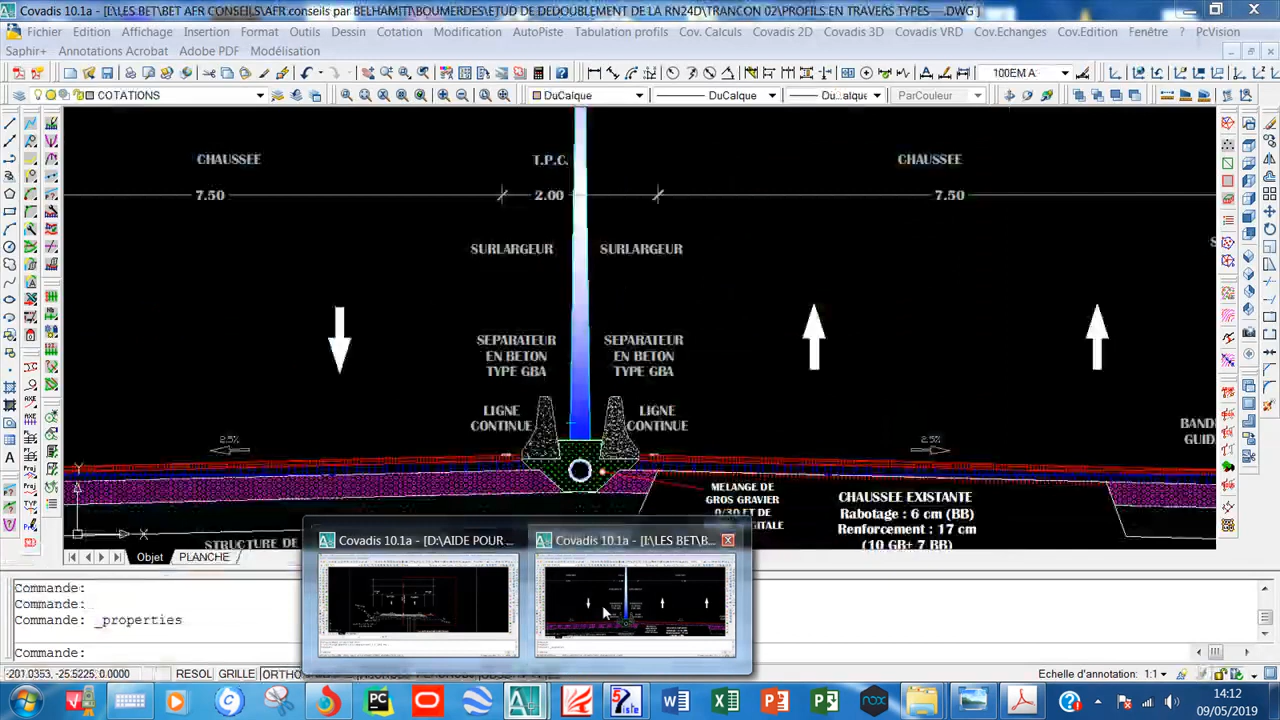 Covadis 10.1a - [I:\LES BET\BET AFR CONSEILS\AFR conseils par BELHAMITI\BOUMERDES\ETUDE DE DEDOUBLEMENT DE LA RN24D\TRANCON 02\PROFILS EN TRAVERS TYPES----.DWG ]
Fichier Edition Affichage Insertion Format Outils Dessin Cotation Modification AutoPiste Tabulation profils Cov. Calculs Covadis 2D Covadis 3D Covadis VRD Cov.Echanges Cov.Edition Fenêtre ? PcVision
Saphir+ Annotations Acrobat Adobe PDF Modélisation
100EM A
COTATIONS DuCalque DuCalque Du...alque ParCouleur
CHAUSSEE T.P.C. CHAUSSEE
7.50 2.00 7.50
SURLARGEUR SURLARGEUR
SEPARATEUR SEPARATEUR
EN BETON EN BETON
TYPE GBA TYPE GBA
LIGNE LIGNE
CONTINUE CONTINUE
BAND
GUID
2.5% 2.5%
MELANGE DE
GROS GRAVIER
0/30 ET DE
CHAUSSEE EXISTANTE
Rabotage : 6 cm (BB)
Renforcement : 17 cm
(10 GB+ 7 BB)
STRUCTURE DE
Y
X
Objet PLANCHE
Covadis 10.1a - [D:\AIDE POUR ... Covadis 10.1a - [I:\LES BET\B...
Commande:
Commande:
Commande: _properties
Commande:
-201.0353, -25.5225, 0.0000 RESOL GRILLE ORTHO
Echelle d'annotation: 1:1
14:12
09/05/2019